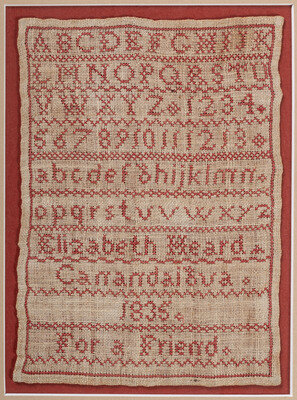 ABCDEFGHIJK
LMNOPQRSTU
VWXYZ 1234
5678910111213
abcdefghijklmn
opqrstuvwxyz
Elizabeth Heard
Canandaigua
1835
For a Friend